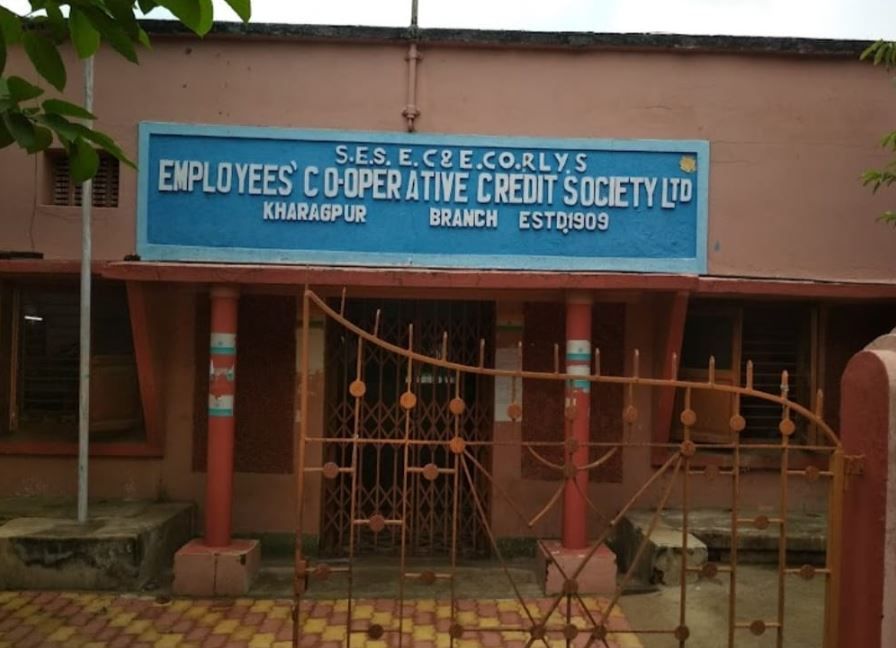 S.E.S. E.C & E.CO.RLY.S
EMPLOYEES' CO-OPERATIVE CREDIT SOCIETY LTD
KHARAGPUR BRANCH ESTD.1909